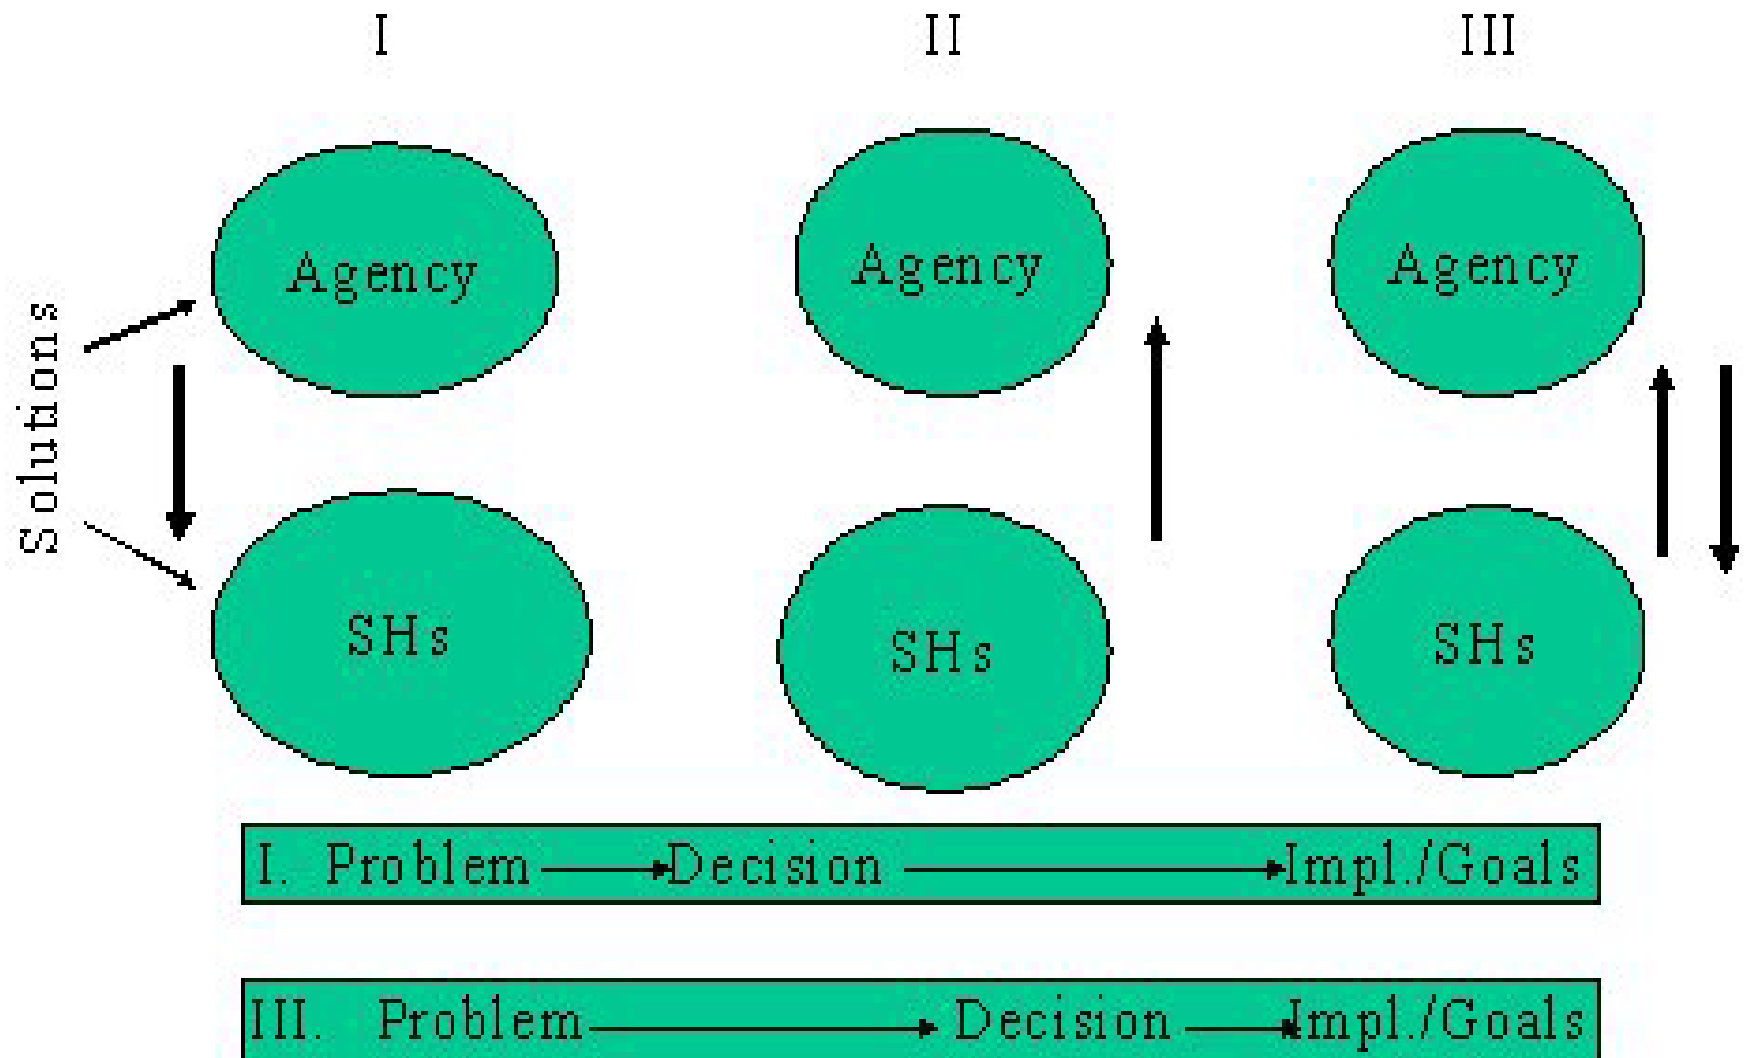 I II III
Agency Agency Agency
Solutions
SHs SHs SHs
I. Problem Decision Impl./Goals
III. Problem Decision Impl./Goals